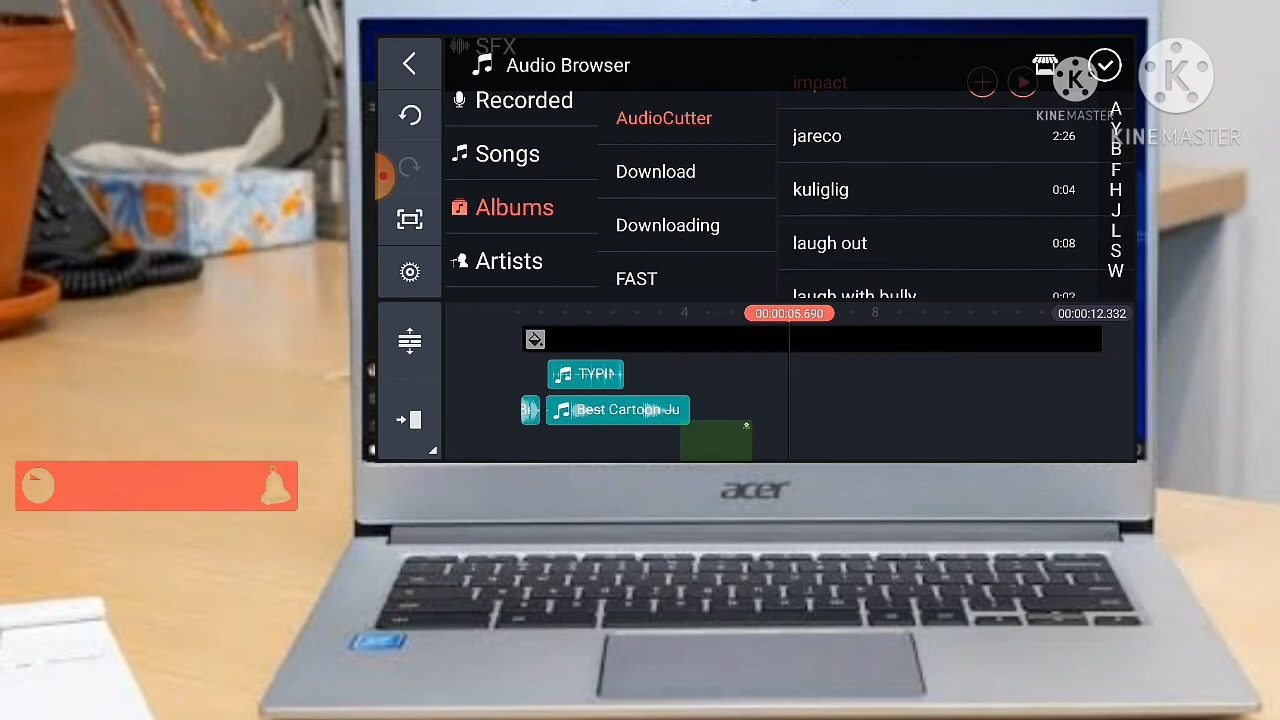 SFX
Audio Browser
impact
KINEMASTER
KINEMASTER
Recorded
AudioCutter
jareco
2:26
Songs
Download
kuliglig
0:04
Albums
Downloading
laugh out
0:08
Artists
FAST
laugh with bully
0:02
A
Y
B
F
H
J
L
S
W
4
00:00:05.690
8
00:00:12.332
TYPIN
Best Cartoon Ju
acer